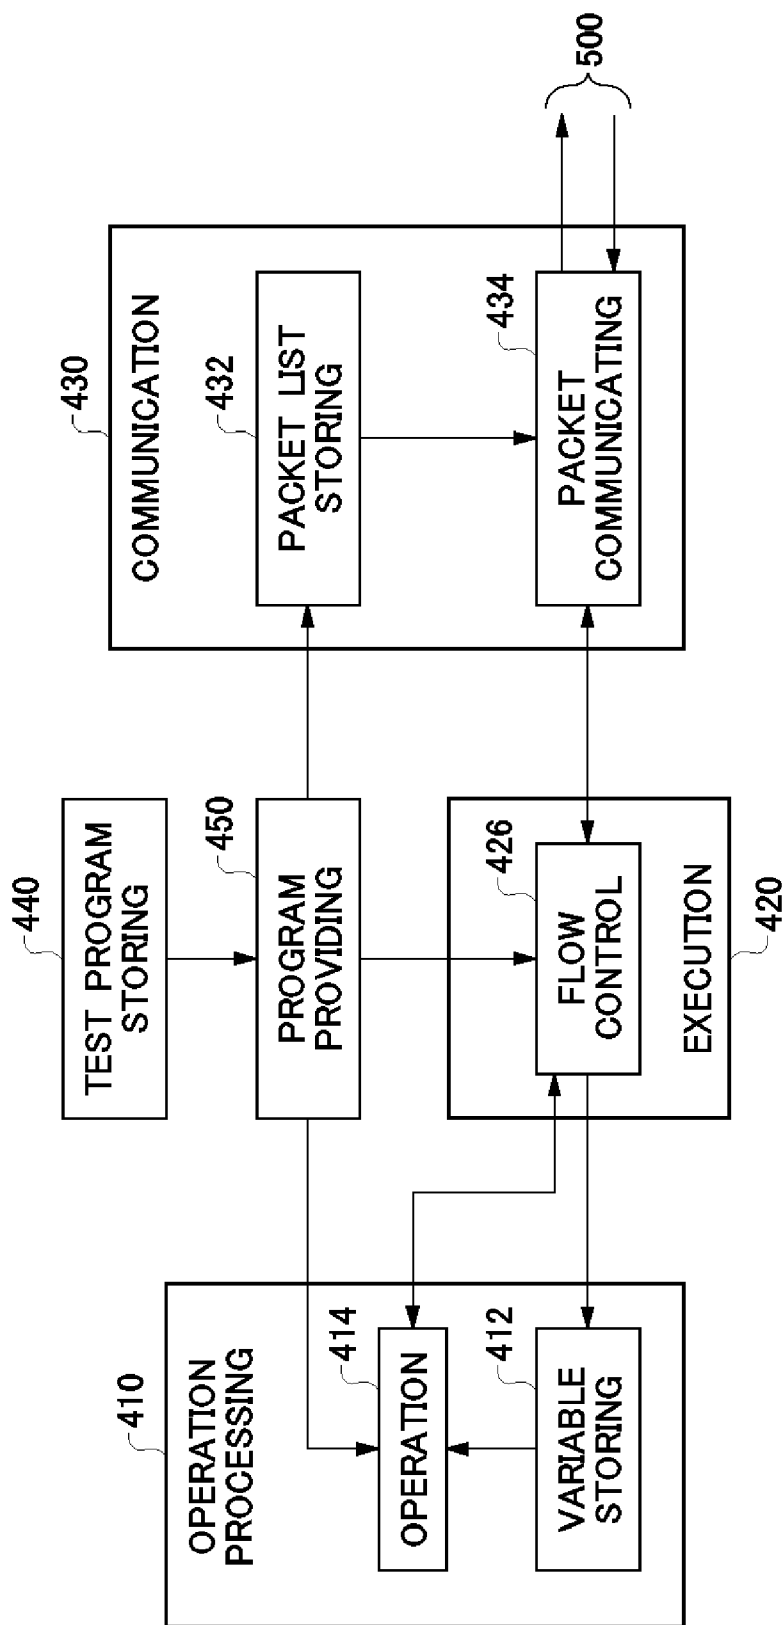 440
TEST PROGRAM
STORING
410
OPERATION
PROCESSING
414
OPERATION
412
VARIABLE
STORING
450
PROGRAM
PROVIDING
426
FLOW
CONTROL
EXECUTION
420
430
COMMUNICATION
432
PACKET LIST
STORING
434
PACKET
COMMUNICATING
500